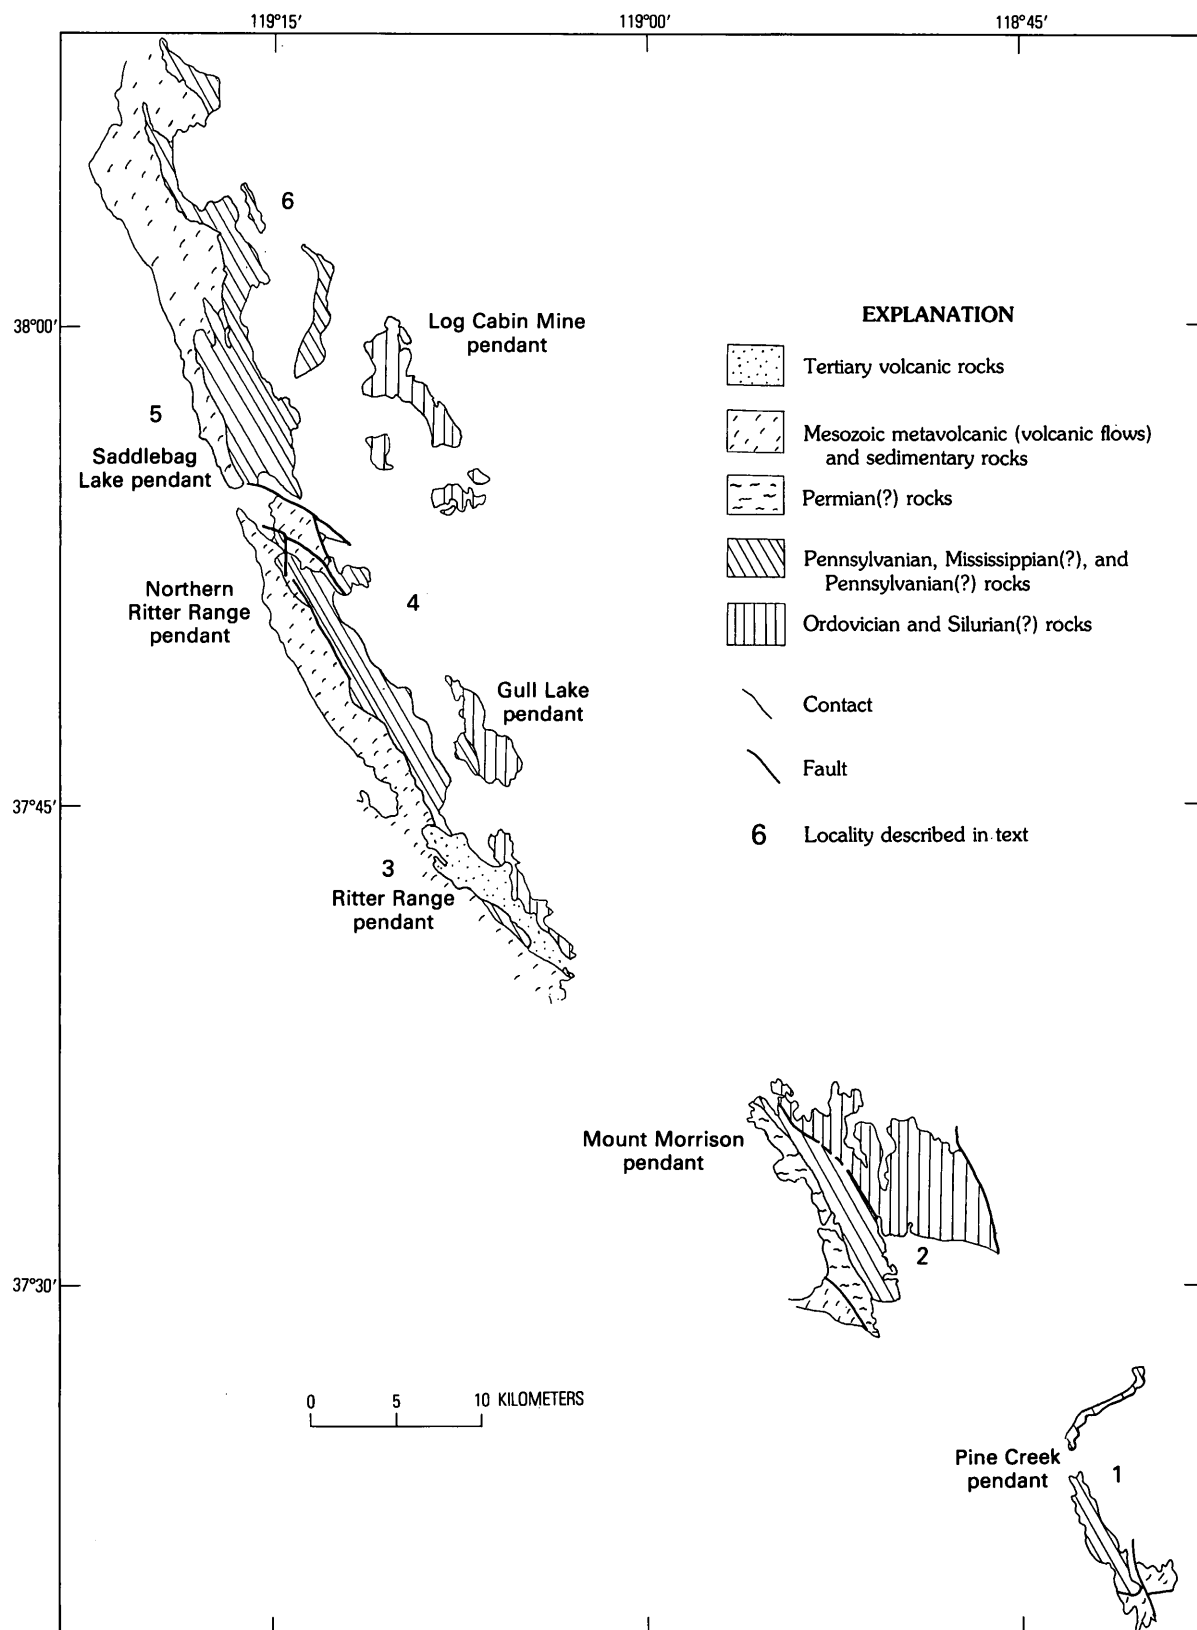 119°15′ 119°00′ 118°45′
6
38°00′
Log Cabin Mine
pendant
EXPLANATION
Tertiary volcanic rocks
5
Saddlebag
Lake pendant
Mesozoic metavolcanic (volcanic flows)
and sedimentary rocks
Permian(?) rocks
Pennsylvanian, Mississippian(?), and
Pennsylvanian(?) rocks
Northern
Ritter Range
pendant
4
Ordovician and Silurian(?) rocks
Gull Lake
pendant
Contact
Fault
37°45′
6 Locality described in text
3
Ritter Range
pendant
Mount Morrison
pendant
2
37°30′
0 5 10 KILOMETERS
Pine Creek
pendant
1